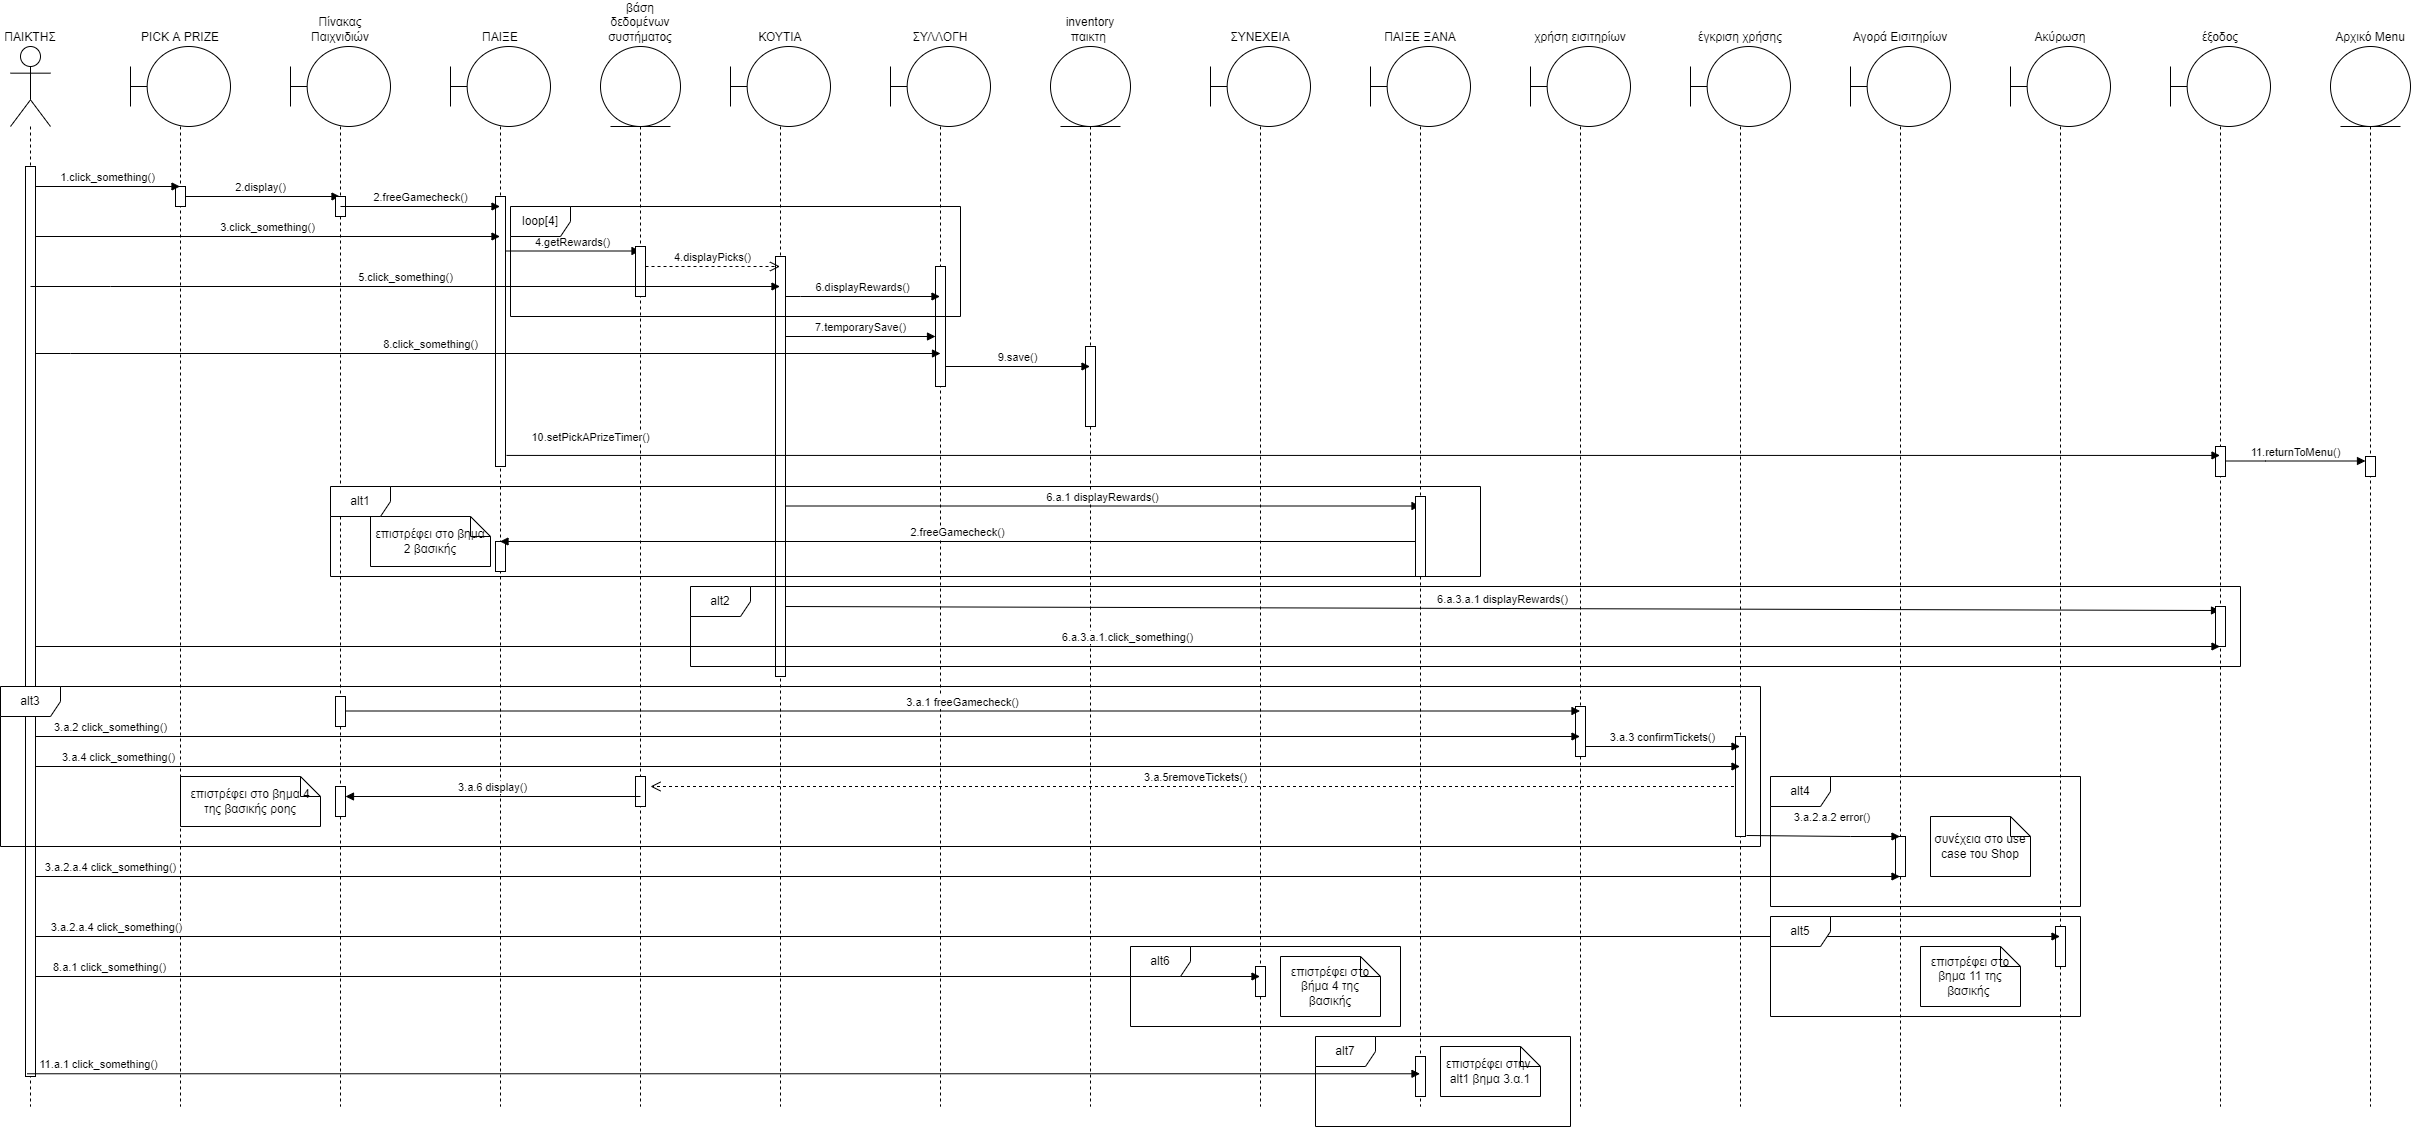 ΠΑΙΚΤΗΣ
PICK A PRIZE
Πίνακας
Παιχνιδιών
ΠΑΙΞΕ
βάση
δεδομένων
συστήματος
ΚΟΥΤΙΑ
ΣΥΛΛΟΓΗ
inventory
παικτη
ΣΥΝΕΧΕΙΑ
ΠΑΙΞΕ ΞΑΝΑ
χρήση εισιτηρίων
έγκριση χρήσης
Αγορά Εισιτηρίων
Ακύρωση
έξοδος
Αρχικό Menu
1.click_something()
2.display()
2.freeGamecheck()
loop[4]
3.click_something()
4.getRewards()
4.displayPicks()
5.click_something()
6.displayRewards()
7.temporarySave()
8.click_something()
9.save()
10.setPickAPrizeTimer()
11.returnToMenu()
alt1
6.a.1 displayRewards()
επιστρέφει στο βημα
2 βασικής
2.freeGamecheck()
alt2
6.a.3.a.1 displayRewards()
6.a.3.a.1.click_something()
alt3
3.a.1 freeGamecheck()
3.a.2 click_something()
3.a.3 confirmTickets()
3.a.4 click_something()
3.a.5removeTickets()
3.a.6 display()
επιστρέφει στο βημα 4
της βασικής ροης
alt4
3.a.2.a.2 error()
συνέχεια στο use
case του Shop
3.a.2.a.4 click_something()
3.a.2.a.4 click_something()
alt5
επιστρέφει στο
βημα 11 της
βασικής
8.a.1 click_something()
alt6
επιστρέφει στο
βήμα 4 της
βασικής
11.a.1 click_something()
alt7
επιστρέφει στην
alt1 βημα 3.α.1